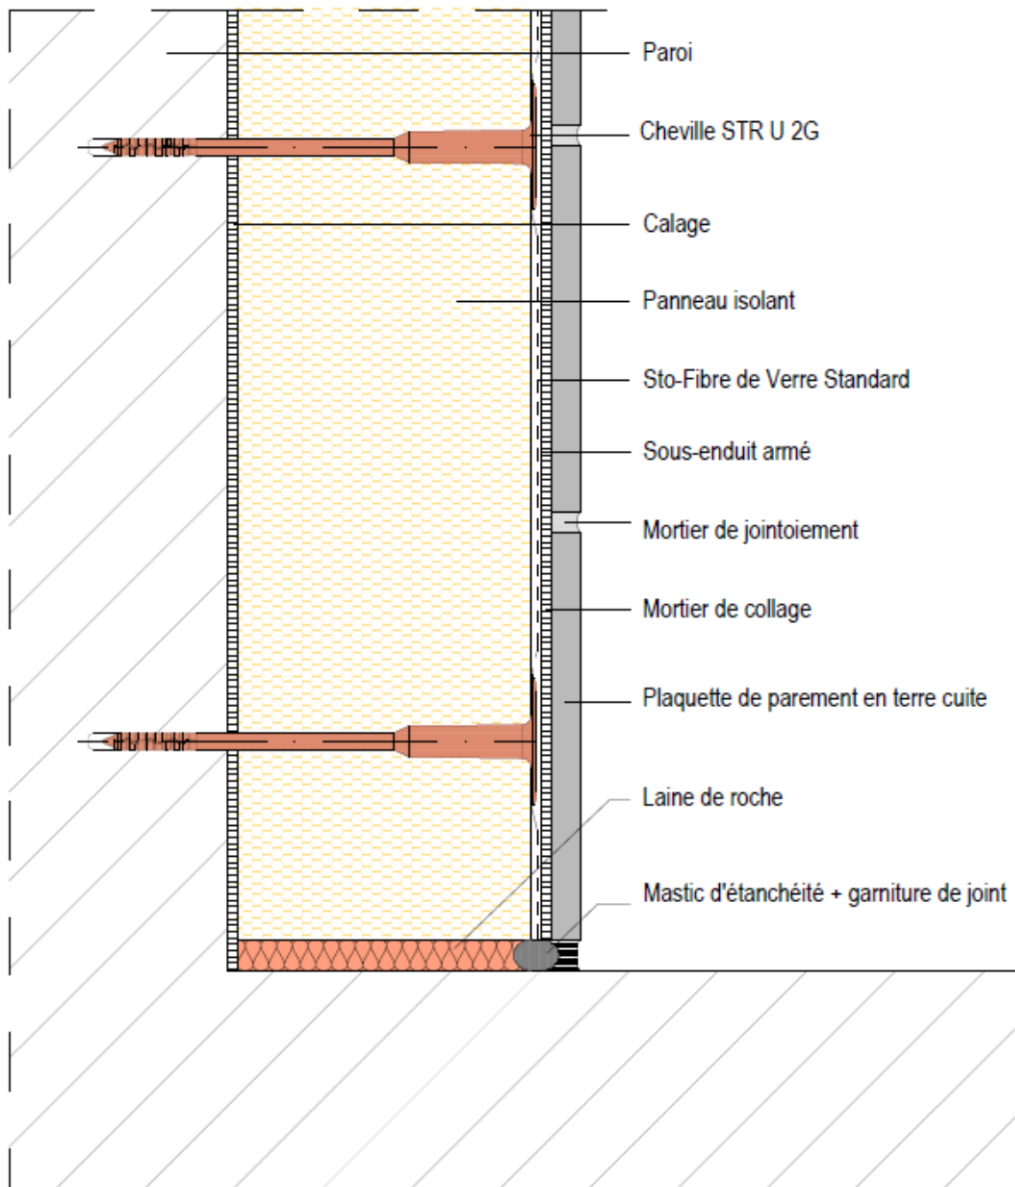 Paroi
Cheville STR U 2G
Calage
Panneau isolant
Sto-Fibre de Verre Standard
Sous-enduit armé
Mortier de jointoiement
Mortier de collage
Plaquette de parement en terre cuite
Laine de roche
Mastic d'étanchéité + garniture de joint